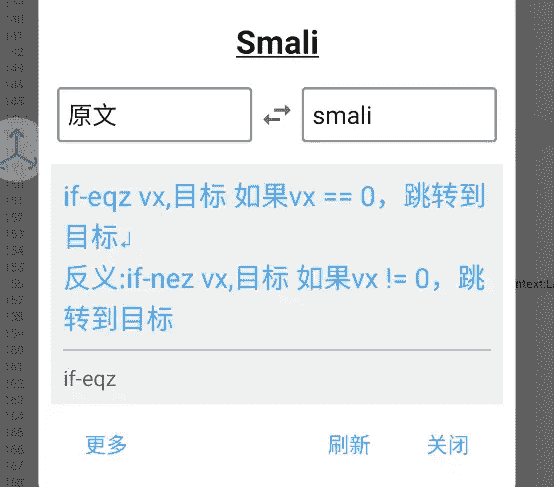 Smali
原文
smali
if-eqz vx,目标 如果vx == 0，跳转到
目标↲
反义:if-nez vx,目标 如果vx != 0，跳
转到目标
if-eqz
更多
刷新
关闭